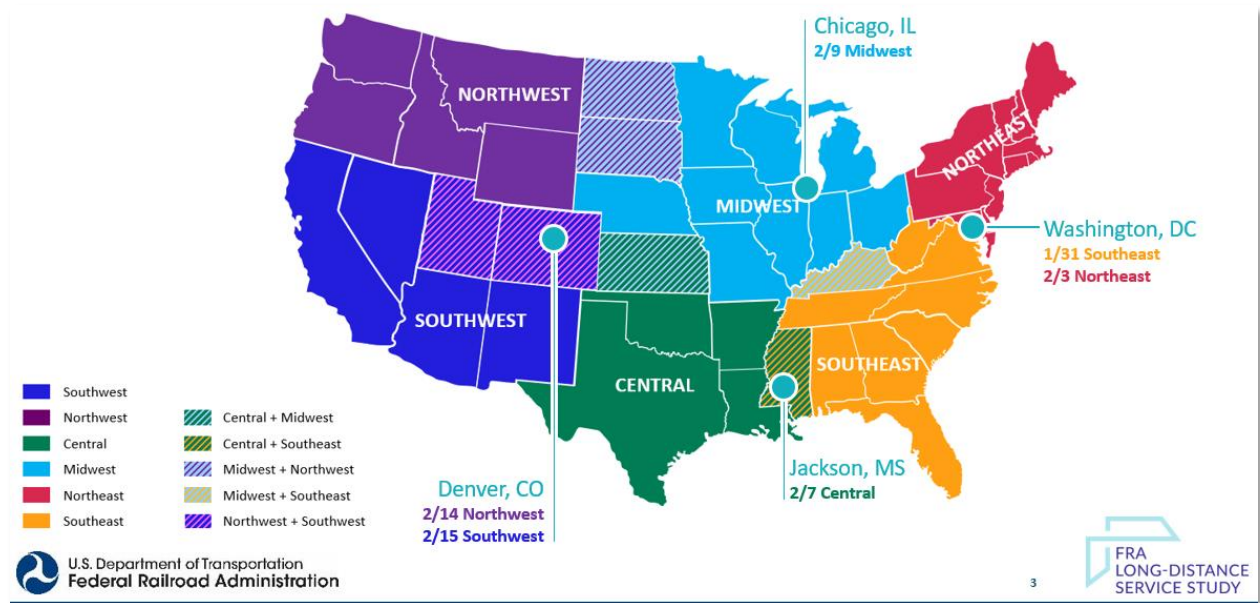 Chicago, IL
2/9 Midwest
NORTHWEST
NORTHEAST
MIDWEST
Washington, DC
1/31 Southeast
2/3 Northeast
SOUTHWEST
CENTRAL
SOUTHEAST
Jackson, MS
2/7 Central
Denver, CO
2/14 Northwest
2/15 Southwest
Southwest
Northwest
Central
Midwest
Northeast
Southeast
Central + Midwest
Central + Southeast
Midwest + Northwest
Midwest + Southeast
Northwest + Southwest
U.S. Department of Transportation
Federal Railroad Administration
3
FRA
LONG-DISTANCE
SERVICE STUDY